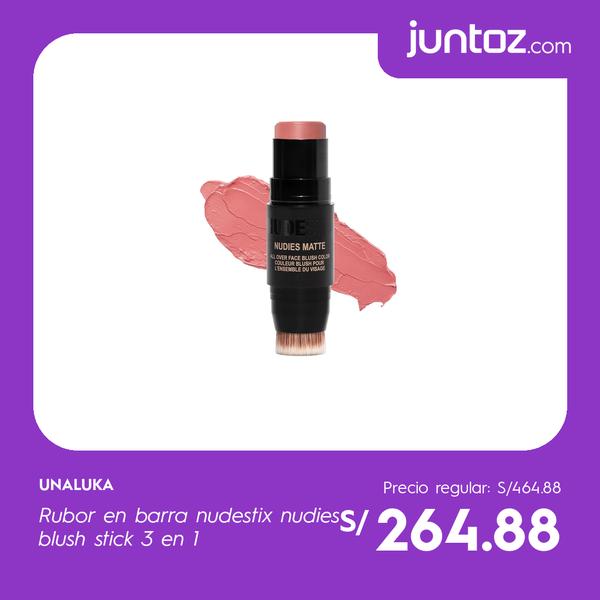 juntoz.com
NUDE
NUDIES MATTE
ALL OVER FACE BLUSH COLOR
COULEUR BLUSH POUR
L'ENSEMBLE DU VISAGE
UNALUKA
Precio regular: S/464.88
Rubor en barra nudestix nudies
blush stick 3 en 1
S/ 264.88